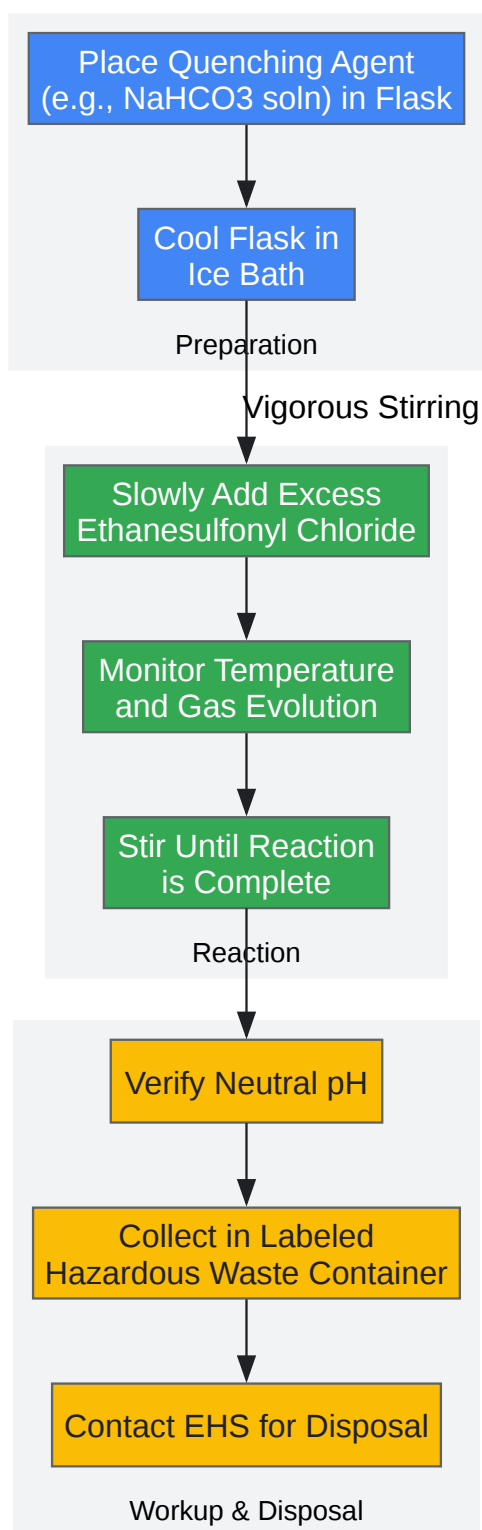 Place Quenching Agent
(e.g., NaHCO3 soln) in Flask
Cool Flask in
Ice Bath
Preparation
Vigorous Stirring
Slowly Add Excess
Ethanesulfonyl Chloride
Monitor Temperature
and Gas Evolution
Stir Until Reaction
is Complete
Reaction
Verify Neutral pH
Collect in Labeled
Hazardous Waste Container
Contact EHS for Disposal
Workup & Disposal